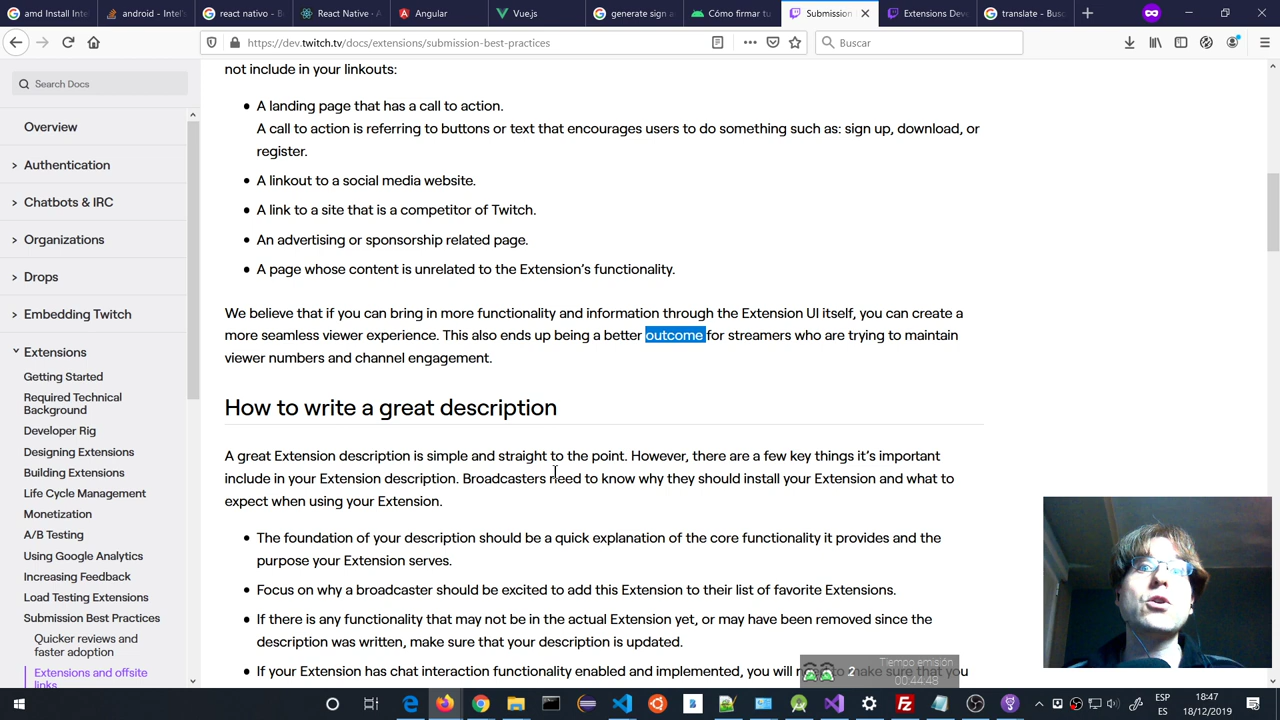 amd Install Inte
android - Intel's
react nativo - B
React Native · A
Angular
Vue.js
generate sign a
Cómo firmar tu
Submission
Extensions Dev
translate - Busc
https://dev.twitch.tv/docs/extensions/submission-best-practices
Buscar
Search Docs
Overview
Authentication
Chatbots & IRC
Organizations
Drops
Embedding Twitch
Extensions
Getting Started
Required Technical
Background
Developer Rig
Designing Extensions
Building Extensions
Life Cycle Management
Monetization
A/B Testing
Using Google Analytics
Increasing Feedback
Load Testing Extensions
Submission Best Practices
Quicker reviews and
faster adoption
Extensions and offsite
links
not include in your linkouts:
A landing page that has a call to action.
A call to action is referring to buttons or text that encourages users to do something such as: sign up, download, or
register.
A linkout to a social media website.
A link to a site that is a competitor of Twitch.
An advertising or sponsorship related page.
A page whose content is unrelated to the Extension's functionality.
We believe that if you can bring in more functionality and information through the Extension UI itself, you can create a
more seamless viewer experience. This also ends up being a better outcome for streamers who are trying to maintain
viewer numbers and channel engagement.
How to write a great description
A great Extension description is simple and straight to the point. However, there are a few key things it's important
include in your Extension description. Broadcasters need to know why they should install your Extension and what to
expect when using your Extension.
The foundation of your description should be a quick explanation of the core functionality it provides and the
purpose your Extension serves.
Focus on why a broadcaster should be excited to add this Extension to their list of favorite Extensions.
If there is any functionality that may not be in the actual Extension yet, or may have been removed since the
description was written, make sure that your description is updated.
If your Extension has chat interaction functionality enabled and implemented, you will make sure that you
2
Tiempo emisión
00:44:48
ESP
ES
18:47
18/12/2019